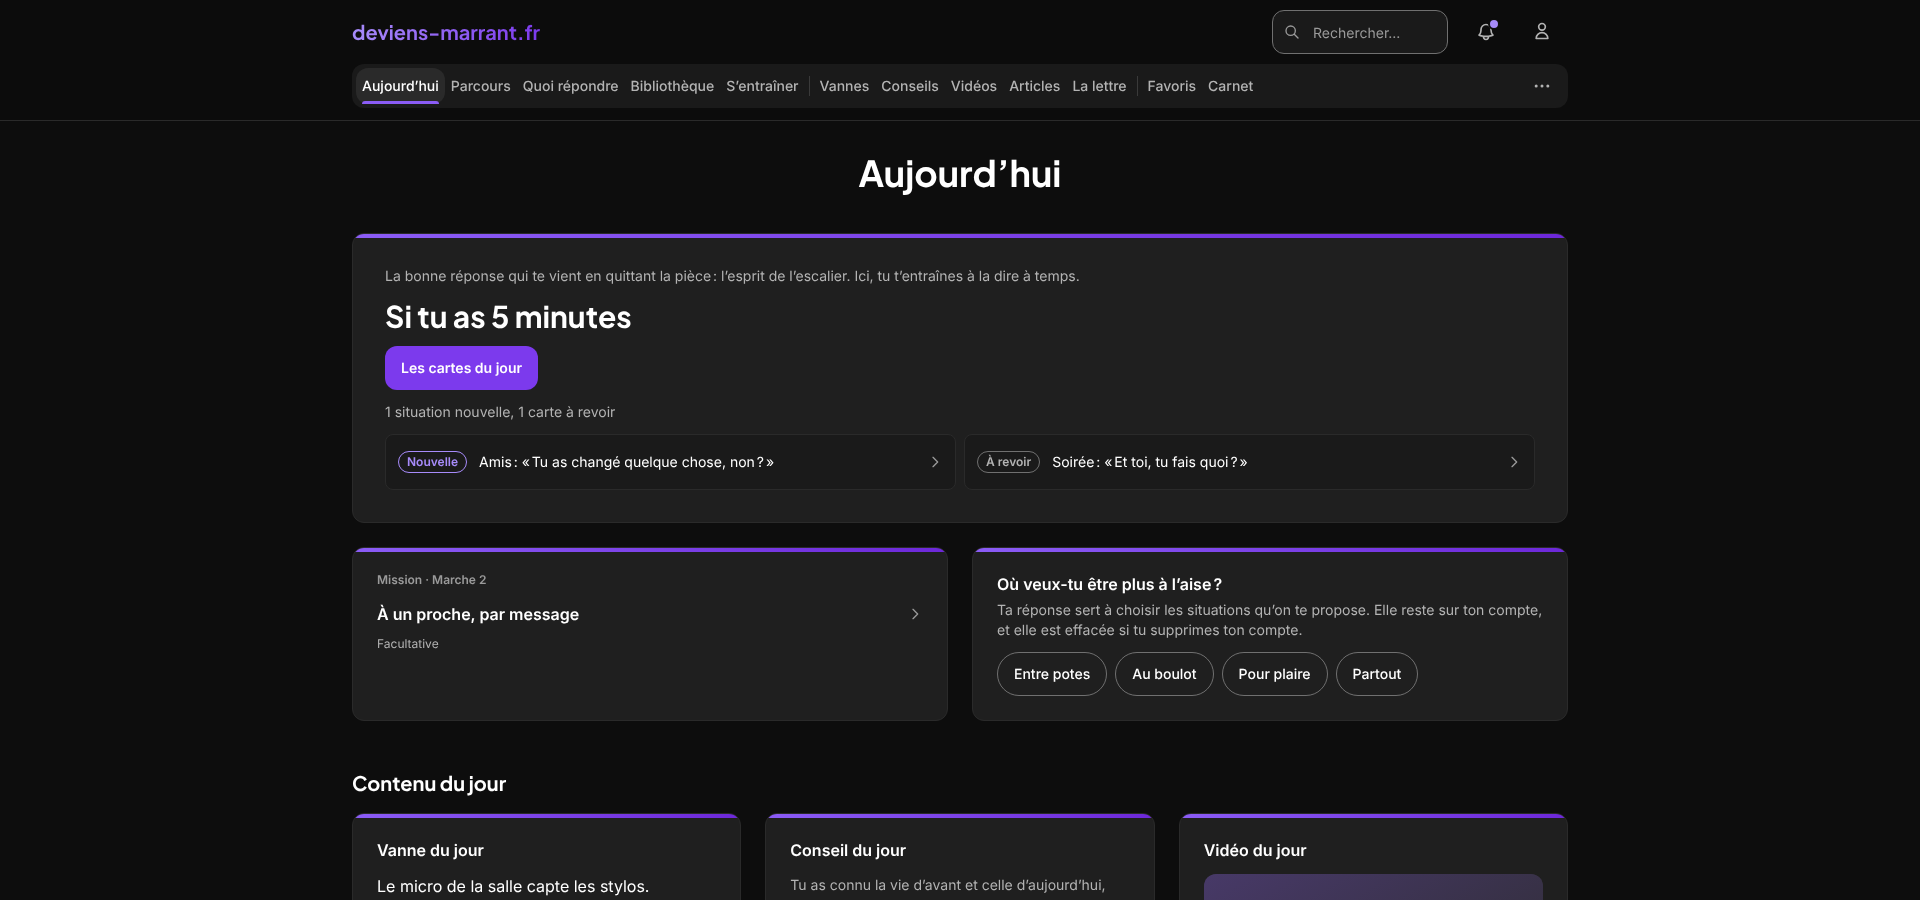 deviens-marrant.fr
Rechercher...
Aujourd’hui Parcours Quoi répondre Bibliothèque S’entraîner Vannes Conseils Vidéos Articles La lettre Favoris Carnet
Aujourd’hui
La bonne réponse qui te vient en quittant la pièce : l’esprit de l’escalier. Ici, tu t’entraînes à la dire à temps.
Si tu as 5 minutes
Les cartes du jour
1 situation nouvelle, 1 carte à revoir
Nouvelle Amis : « Tu as changé quelque chose, non ? »
À revoir Soirée : « Et toi, tu fais quoi ? »
Mission · Marche 2
À un proche, par message
Facultative
Où veux-tu être plus à l’aise ?
Ta réponse sert à choisir les situations qu’on te propose. Elle reste sur ton compte,
et elle est effacée si tu supprimes ton compte.
Entre potes Au boulot Pour plaire Partout
Contenu du jour
Vanne du jour
Le micro de la salle capte les stylos.
Conseil du jour
Tu as connu la vie d’avant et celle d’aujourd’hui,
Vidéo du jour